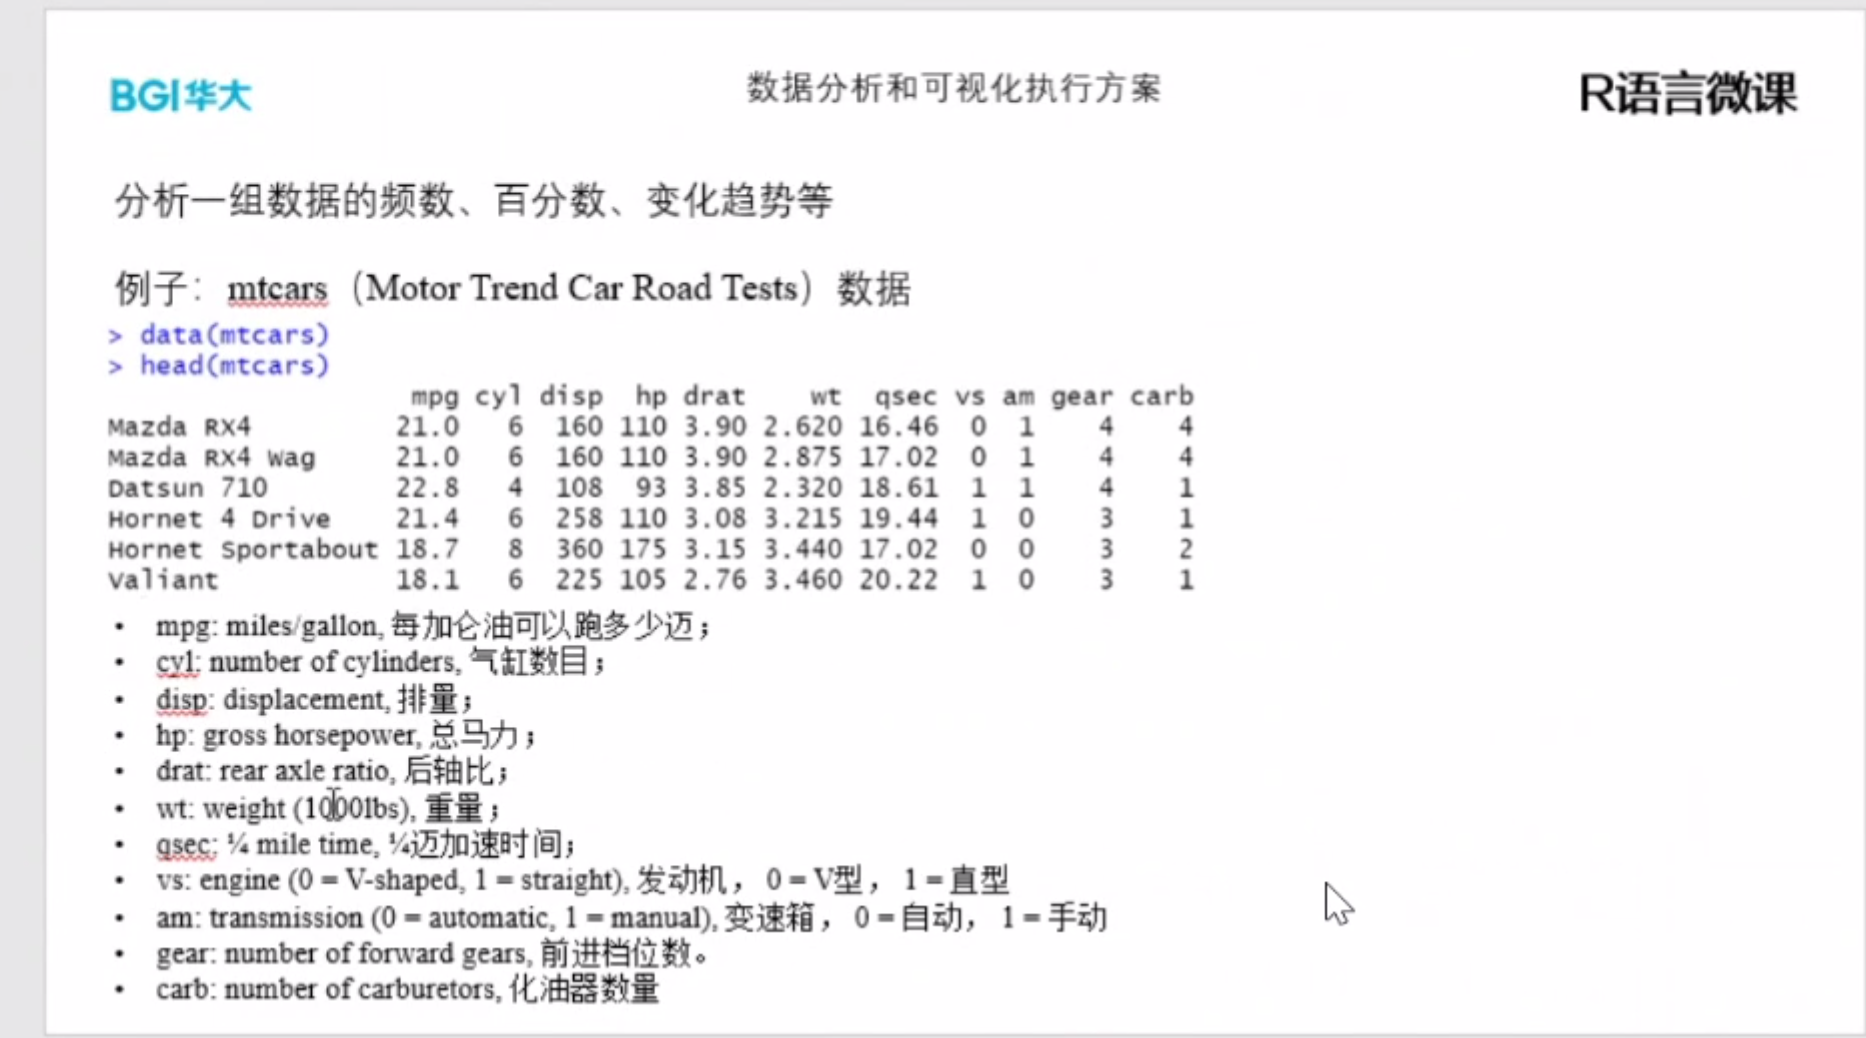 BGI华大
数据分析和可视化执行方案
R语言微课
分析一组数据的频数、百分数、变化趋势等
例子：mtcars（Motor Trend Car Road Tests）数据
> data(mtcars)
> head(mtcars)
mpg cyl disp hp drat wt qsec vs am gear carb
Mazda RX4 21.0 6 160 110 3.90 2.620 16.46 0 1 4 4
Mazda RX4 Wag 21.0 6 160 110 3.90 2.875 17.02 0 1 4 4
Datsun 710 22.8 4 108 93 3.85 2.320 18.61 1 1 4 1
Hornet 4 Drive 21.4 6 258 110 3.08 3.215 19.44 1 0 3 1
Hornet Sportabout 18.7 8 360 175 3.15 3.440 17.02 0 0 3 2
Valiant 18.1 6 225 105 2.76 3.460 20.22 1 0 3 1
• mpg: miles/gallon, 每加仑油可以跑多少迈；
• cyl: number of cylinders, 气缸数目；
• disp: displacement, 排量；
• hp: gross horsepower, 总马力；
• drat: rear axle ratio, 后轴比；
• wt: weight (1000lbs), 重量；
• qsec: ¼ mile time, ¼迈加速时间；
• vs: engine (0 = V-shaped, 1 = straight), 发动机， 0 = V型， 1 = 直型
• am: transmission (0 = automatic, 1 = manual), 变速箱， 0 = 自动， 1 = 手动
• gear: number of forward gears, 前进档位数。
• carb: number of carburetors, 化油器数量